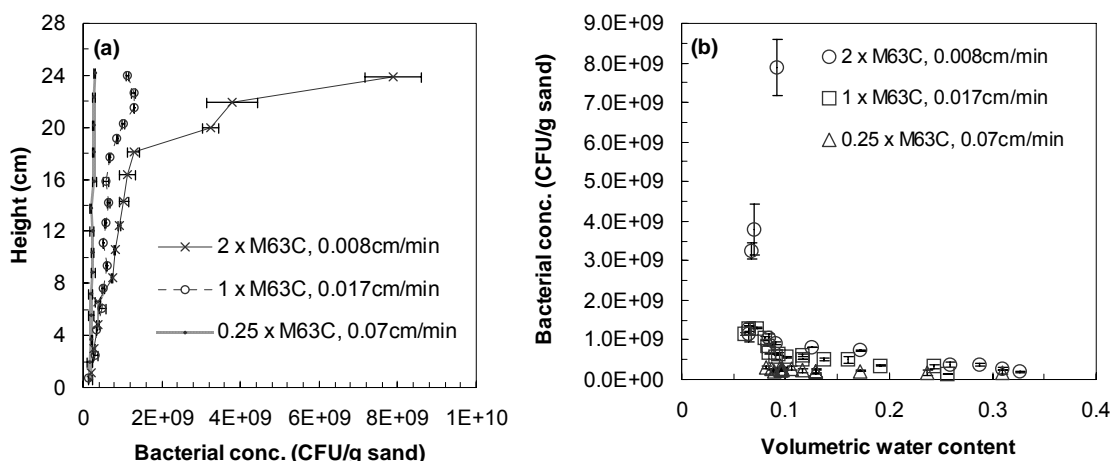 (a)
Height (cm)
28
24
20
16
12
8
4
0
2 x M63C, 0.008cm/min
1 x M63C, 0.017cm/min
0.25 x M63C, 0.07cm/min
0 2E+09 4E+09 6E+09 8E+09 1E+10
Bacterial conc. (CFU/g sand)
(b)
Bacterial conc. (CFU/g sand)
9.0E+09
8.0E+09
7.0E+09
6.0E+09
5.0E+09
4.0E+09
3.0E+09
2.0E+09
1.0E+09
0.0E+00
2 x M63C, 0.008cm/min
1 x M63C, 0.017cm/min
0.25 x M63C, 0.07cm/min
0 0.1 0.2 0.3 0.4
Volumetric water content